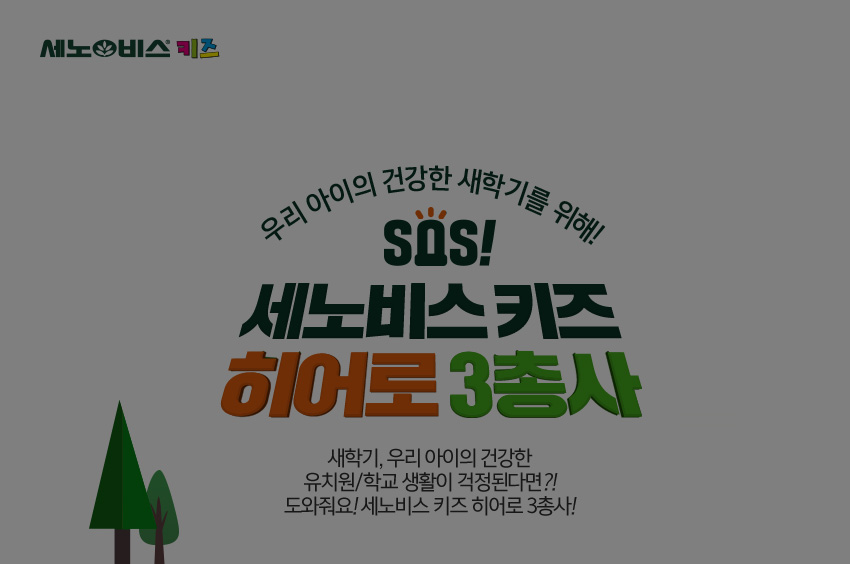 세노비스 키즈
우리 아이의 건강한 새학기를 위해!
SOS!
세노비스 키즈
히어로 3총사
새학기, 우리 아이의 건강한
유치원/학교 생활이 걱정된다면?!
도와줘요! 세노비스 키즈 히어로 3총사!